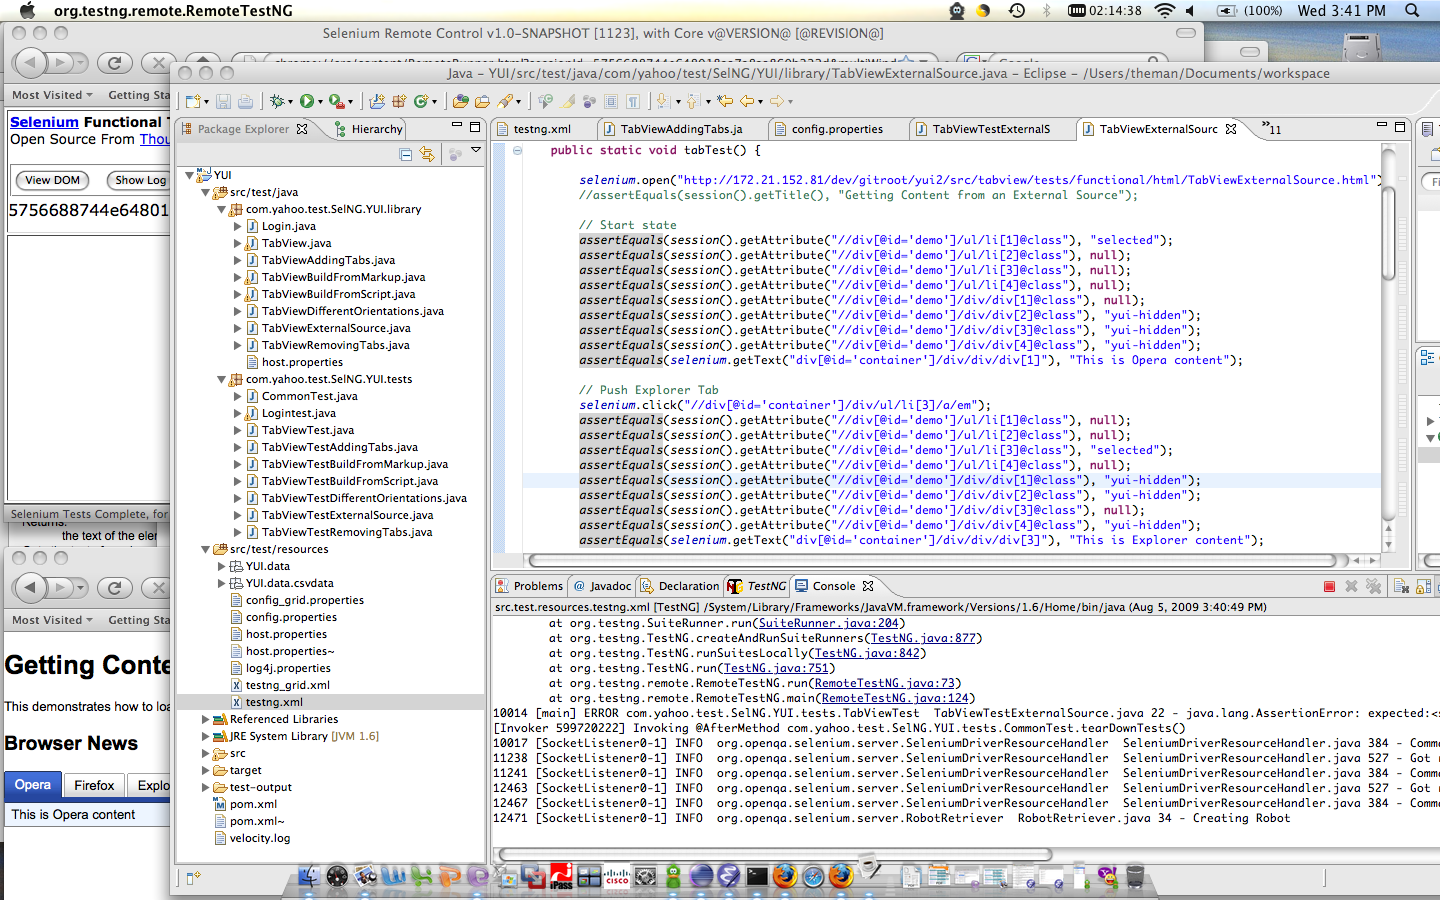 org.testng.remote.RemoteTestNG
02:14:38
(100%)
Wed 3:41 PM
Selenium Remote Control v1.0-SNAPSHOT [1123], with Core v@VERSION@ [@REVISION@]
Java - YUI/src/test/java/com/yahoo/test/SelNG/YUI/library/TabViewExternalSource.java - Eclipse - /Users/theman/Documents/workspace
Most Visited
Getting Sta
Selenium Functional T
Open Source From Thou
View DOM
Show Log
5756688744e64801
Selenium Tests Complete, for
Returns:
the text of the eler
Most Visited
Getting Sta
Getting Conte
This demonstrates how to loa
Browser News
Opera
Firefox
Explo
This is Opera content
Package Explorer
Hierarchy
YUI
src/test/java
com.yahoo.test.SelNG.YUI.library
Login.java
TabView.java
TabViewAddingTabs.java
TabViewBuildFromMarkup.java
TabViewBuildFromScript.java
TabViewDifferentOrientations.java
TabViewExternalSource.java
TabViewRemovingTabs.java
host.properties
com.yahoo.test.SelNG.YUI.tests
CommonTest.java
Logintest.java
TabViewTest.java
TabViewTestAddingTabs.java
TabViewTestBuildFromMarkup.java
TabViewTestBuildFromScript.java
TabViewTestDifferentOrientations.java
TabViewTestExternalSource.java
TabViewTestRemovingTabs.java
src/test/resources
YUI.data
YUI.data.csvdata
config_grid.properties
config.properties
host.properties
host.properties~
log4j.properties
testng_grid.xml
testng.xml
Referenced Libraries
JRE System Library [JVM 1.6]
src
target
test-output
pom.xml
pom.xml~
velocity.log
testng.xml
TabViewAddingTabs.ja
config.properties
TabViewTestExternalS
TabViewExternalSourc
»11
public static void tabTest() {
selenium.open("http://172.21.152.81/dev/gitroot/yui2/src/tabview/tests/functional/html/TabViewExternalSource.html")
//assertEquals(session().getTitle(), "Getting Content from an External Source");
// Start state
assertEquals(session().getAttribute("//div[@id='demo']/ul/li[1]@class"), "selected");
assertEquals(session().getAttribute("//div[@id='demo']/ul/li[2]@class"), null);
assertEquals(session().getAttribute("//div[@id='demo']/ul/li[3]@class"), null);
assertEquals(session().getAttribute("//div[@id='demo']/ul/li[4]@class"), null);
assertEquals(session().getAttribute("//div[@id='demo']/div/div[1]@class"), null);
assertEquals(session().getAttribute("//div[@id='demo']/div/div[2]@class"), "yui-hidden");
assertEquals(session().getAttribute("//div[@id='demo']/div/div[3]@class"), "yui-hidden");
assertEquals(session().getAttribute("//div[@id='demo']/div/div[4]@class"), "yui-hidden");
assertEquals(selenium.getText("div[@id='container']/div/div/div[1]"), "This is Opera content");
// Push Explorer Tab
selenium.click("//div[@id='container']/div/ul/li[3]/a/em");
assertEquals(session().getAttribute("//div[@id='demo']/ul/li[1]@class"), null);
assertEquals(session().getAttribute("//div[@id='demo']/ul/li[2]@class"), null);
assertEquals(session().getAttribute("//div[@id='demo']/ul/li[3]@class"), "selected");
assertEquals(session().getAttribute("//div[@id='demo']/ul/li[4]@class"), null);
assertEquals(session().getAttribute("//div[@id='demo']/div/div[1]@class"), "yui-hidden");
assertEquals(session().getAttribute("//div[@id='demo']/div/div[2]@class"), "yui-hidden");
assertEquals(session().getAttribute("//div[@id='demo']/div/div[3]@class"), null);
assertEquals(session().getAttribute("//div[@id='demo']/div/div[4]@class"), "yui-hidden");
assertEquals(selenium.getText("div[@id='container']/div/div/div[3]"), "This is Explorer content");
Problems
@ Javadoc
Declaration
TestNG
Console
src.test.resources.testng.xml [TestNG] /System/Library/Frameworks/JavaVM.framework/Versions/1.6/Home/bin/java (Aug 5, 2009 3:40:49 PM)
at org.testng.SuiteRunner.run(SuiteRunner.java:204)
at org.testng.TestNG.createAndRunSuiteRunners(TestNG.java:877)
at org.testng.TestNG.runSuitesLocally(TestNG.java:842)
at org.testng.TestNG.run(TestNG.java:751)
at org.testng.remote.RemoteTestNG.run(RemoteTestNG.java:73)
at org.testng.remote.RemoteTestNG.main(RemoteTestNG.java:124)
10014 [main] ERROR com.yahoo.test.SelNG.YUI.tests.TabViewTest TabViewTestExternalSource.java 22 - java.lang.AssertionError: expected:<s
[Invoker 599720222] Invoking @AfterMethod com.yahoo.test.SelNG.YUI.tests.CommonTest.tearDownTests()
10017 [SocketListener0-1] INFO org.openqa.selenium.server.SeleniumDriverResourceHandler SeleniumDriverResourceHandler.java 384 - Comm
11238 [SocketListener0-1] INFO org.openqa.selenium.server.SeleniumDriverResourceHandler SeleniumDriverResourceHandler.java 527 - Got r
11241 [SocketListener0-1] INFO org.openqa.selenium.server.SeleniumDriverResourceHandler SeleniumDriverResourceHandler.java 384 - Comm
12463 [SocketListener0-1] INFO org.openqa.selenium.server.SeleniumDriverResourceHandler SeleniumDriverResourceHandler.java 527 - Got r
12467 [SocketListener0-1] INFO org.openqa.selenium.server.SeleniumDriverResourceHandler SeleniumDriverResourceHandler.java 384 - Comm
12471 [SocketListener0-1] INFO org.openqa.selenium.server.RobotRetriever RobotRetriever.java 34 - Creating Robot
iPass
CISCO